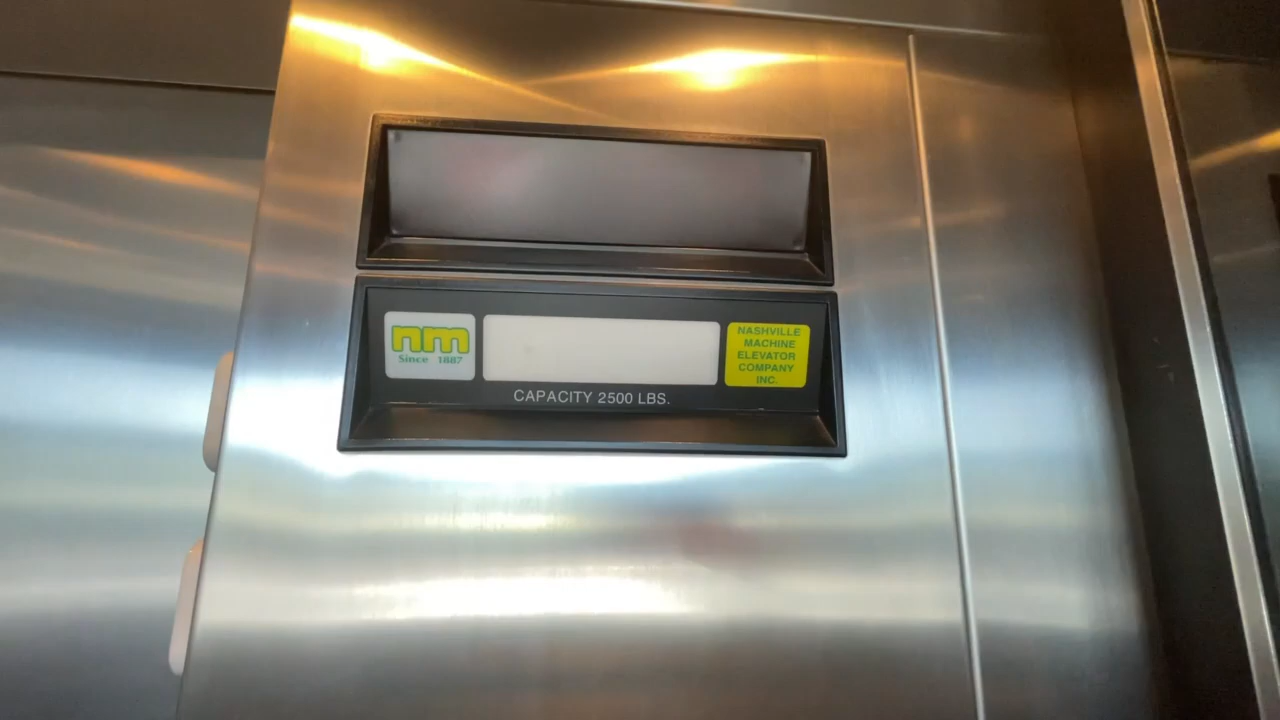 nm
Since 1887
CAPACITY 2500 LBS.
NASHVILLE
MACHINE
ELEVATOR
COMPANY
INC.